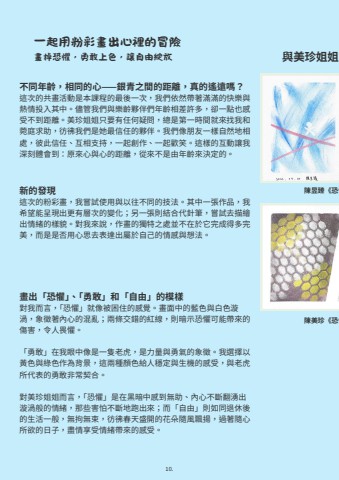 一起用粉彩畫出心裡的冒險
畫掉恐懼，勇敢上色，讓自由綻放
不同年齡，相同的心——銀青之間的距離，真的遙遠嗎？
這次的共畫活動是本課程的最後一次，我們依然帶著滿滿的快樂與
熱情投入其中。儘管我們與樂齡夥伴們年齡相差許多，卻一點也感
受不到距離。美珍姐姐只要有任何疑問，總是第一時間就來找我和
菀庭求助，彷彿我們是她最信任的夥伴。我們像朋友一樣自然地相
處，彼此信任、互相支持，一起創作、一起歡笑。這樣的互動讓我
深刻體會到：原來心與心的距離，從來不是由年齡來決定的。
新的發現
這次的粉彩畫，我嘗試使用與以往不同的技法。其中一張作品，我
希望能呈現出更有層次的變化；另一張則結合代針筆，嘗試去描繪
出情緒的樣貌。對我來說，作畫的獨特之處並不在於它完成得多完
美，而是是否用心思去表達出屬於自己的情感與想法。
畫出「恐懼」、「勇敢」和「自由」的模樣
對我而言，「恐懼」就像被困住的感覺。畫面中的藍色與白色漩
渦，象徵著內心的混亂；兩條交錯的紅線，則暗示恐懼可能帶來的
傷害，令人畏懼。
「勇敢」在我眼中像是一隻老虎，是力量與勇氣的象徵。我選擇以
黃色與綠色作為背景，這兩種顏色給人穩定與生機的感受，與老虎
所代表的勇敢非常契合。
對美珍姐姐而言，「恐懼」是在黑暗中感到無助、內心不斷翻湧出
漩渦般的情緒，那些害怕不斷地跑出來；而「自由」則如同退休後
的生活一般，無拘無束，彷彿春天盛開的花朵隨風飄揚，過著隨心
所欲的日子，盡情享受情緒帶來的感受。
與美珍姐姐
陳昱臻《恐
陳美珍《恐
10.